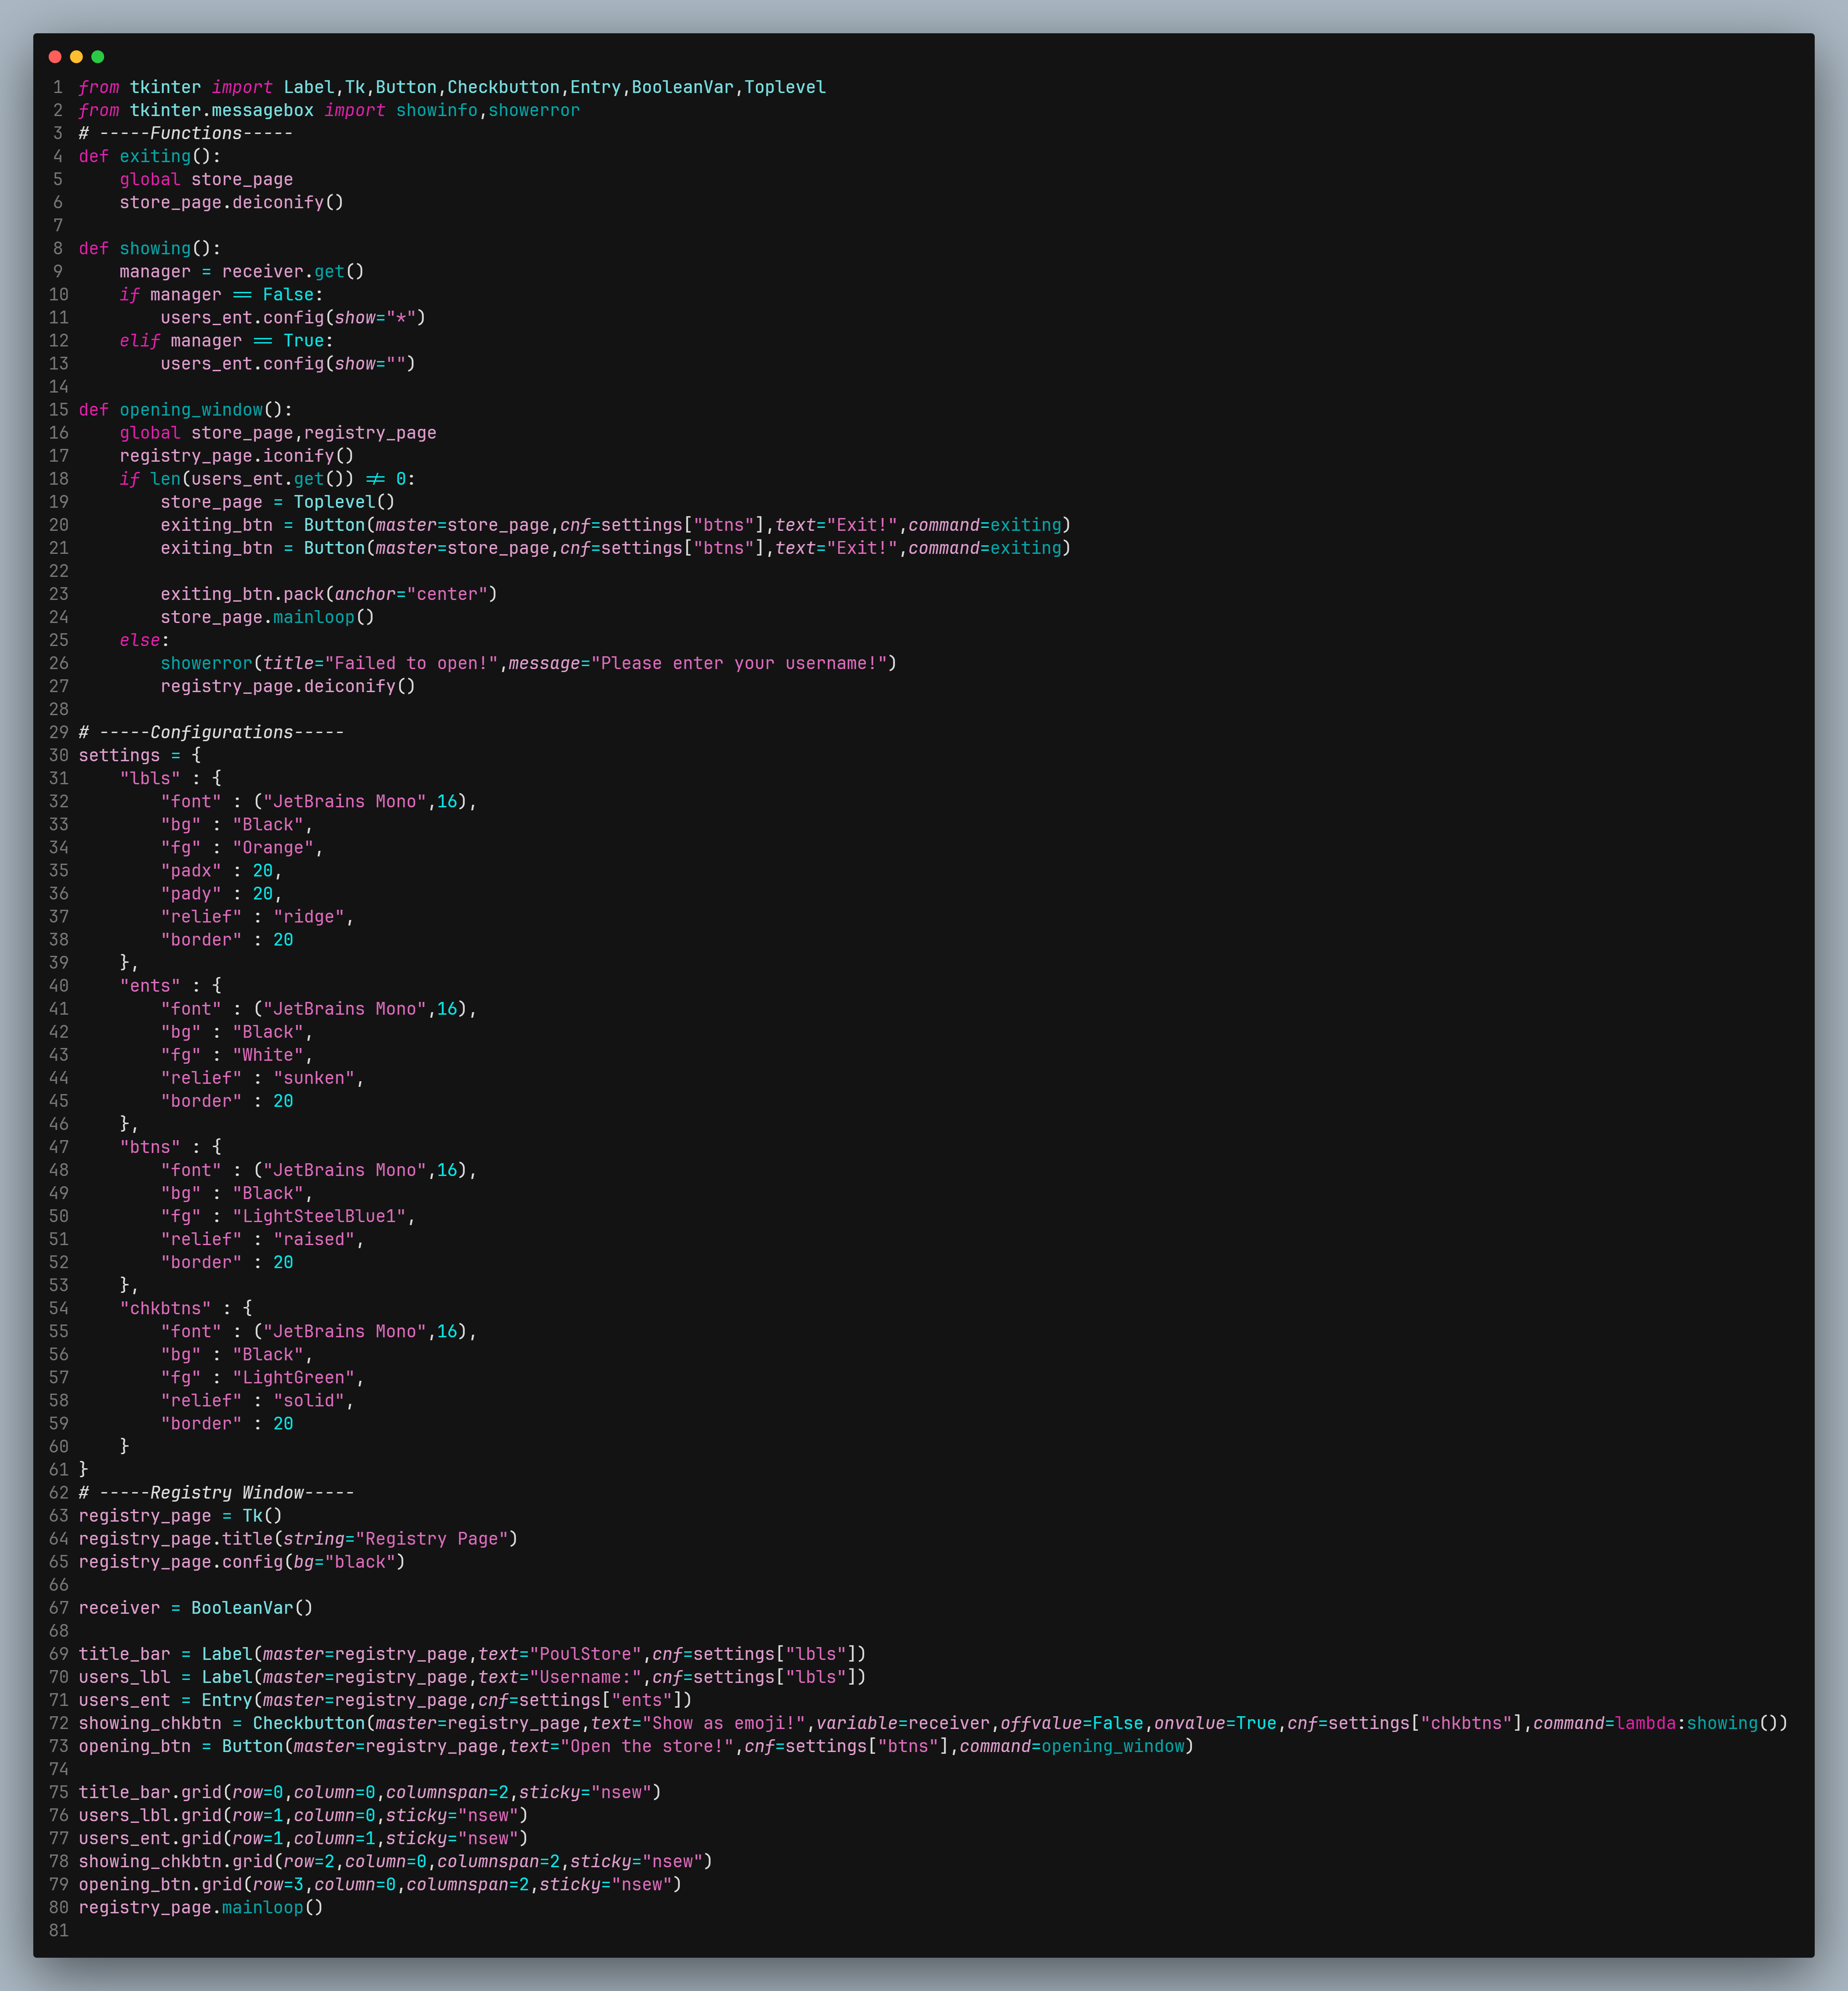 1 from tkinter import Label,Tk,Button,Checkbutton,Entry,BooleanVar,Toplevel
2 from tkinter.messagebox import showinfo,showerror
3 # -----Functions-----
4 def exiting():
5     global store_page
6     store_page.deiconify()
7
8 def showing():
9     manager = receiver.get()
10     if manager == False:
11         users_ent.config(show="*")
12     elif manager == True:
13         users_ent.config(show="")
14
15 def opening_window():
16     global store_page,registry_page
17     registry_page.iconify()
18     if len(users_ent.get()) != 0:
19         store_page = Toplevel()
20         exiting_btn = Button(master=store_page,cnf=settings["btns"],text="Exit!",command=exiting)
21         exiting_btn = Button(master=store_page,cnf=settings["btns"],text="Exit!",command=exiting)
22
23         exiting_btn.pack(anchor="center")
24         store_page.mainloop()
25     else:
26         showerror(title="Failed to open!",message="Please enter your username!")
27         registry_page.deiconify()
28
29 # -----Configurations-----
30 settings = {
31     "lbls" : {
32         "font" : ("JetBrains Mono",16),
33         "bg" : "Black",
34         "fg" : "Orange",
35         "padx" : 20,
36         "pady" : 20,
37         "relief" : "ridge",
38         "border" : 20
39     },
40     "ents" : {
41         "font" : ("JetBrains Mono",16),
42         "bg" : "Black",
43         "fg" : "White",
44         "relief" : "sunken",
45         "border" : 20
46     },
47     "btns" : {
48         "font" : ("JetBrains Mono",16),
49         "bg" : "Black",
50         "fg" : "LightSteelBlue1",
51         "relief" : "raised",
52         "border" : 20
53     },
54     "chkbtns" : {
55         "font" : ("JetBrains Mono",16),
56         "bg" : "Black",
57         "fg" : "LightGreen",
58         "relief" : "solid",
59         "border" : 20
60     }
61 }
62 # -----Registry Window-----
63 registry_page = Tk()
64 registry_page.title(string="Registry Page")
65 registry_page.config(bg="black")
66
67 receiver = BooleanVar()
68
69 title_bar = Label(master=registry_page,text="PoulStore",cnf=settings["lbls"])
70 users_lbl = Label(master=registry_page,text="Username:",cnf=settings["lbls"])
71 users_ent = Entry(master=registry_page,cnf=settings["ents"])
72 showing_chkbtn = Checkbutton(master=registry_page,text="Show as emoji!",variable=receiver,offvalue=False,onvalue=True,cnf=settings["chkbtns"],command=lambda:showing())
73 opening_btn = Button(master=registry_page,text="Open the store!",cnf=settings["btns"],command=opening_window)
74
75 title_bar.grid(row=0,column=0,columnspan=2,sticky="nsew")
76 users_lbl.grid(row=1,column=0,sticky="nsew")
77 users_ent.grid(row=1,column=1,sticky="nsew")
78 showing_chkbtn.grid(row=2,column=0,columnspan=2,sticky="nsew")
79 opening_btn.grid(row=3,column=0,columnspan=2,sticky="nsew")
80 registry_page.mainloop()
81